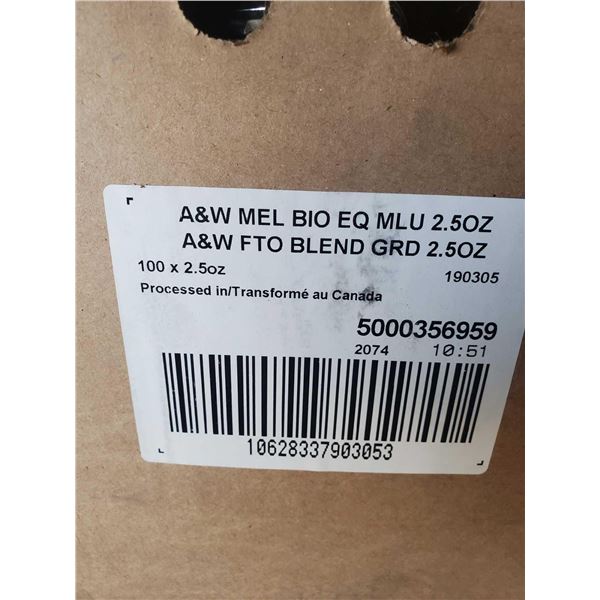 A&W MEL BIO EQ MLU 2.5OZ
A&W FTO BLEND GRD 2.5OZ
100 x 2.5oz 190305
Processed in/Transformé au Canada
5000356959
2074 10:51
10628337903053